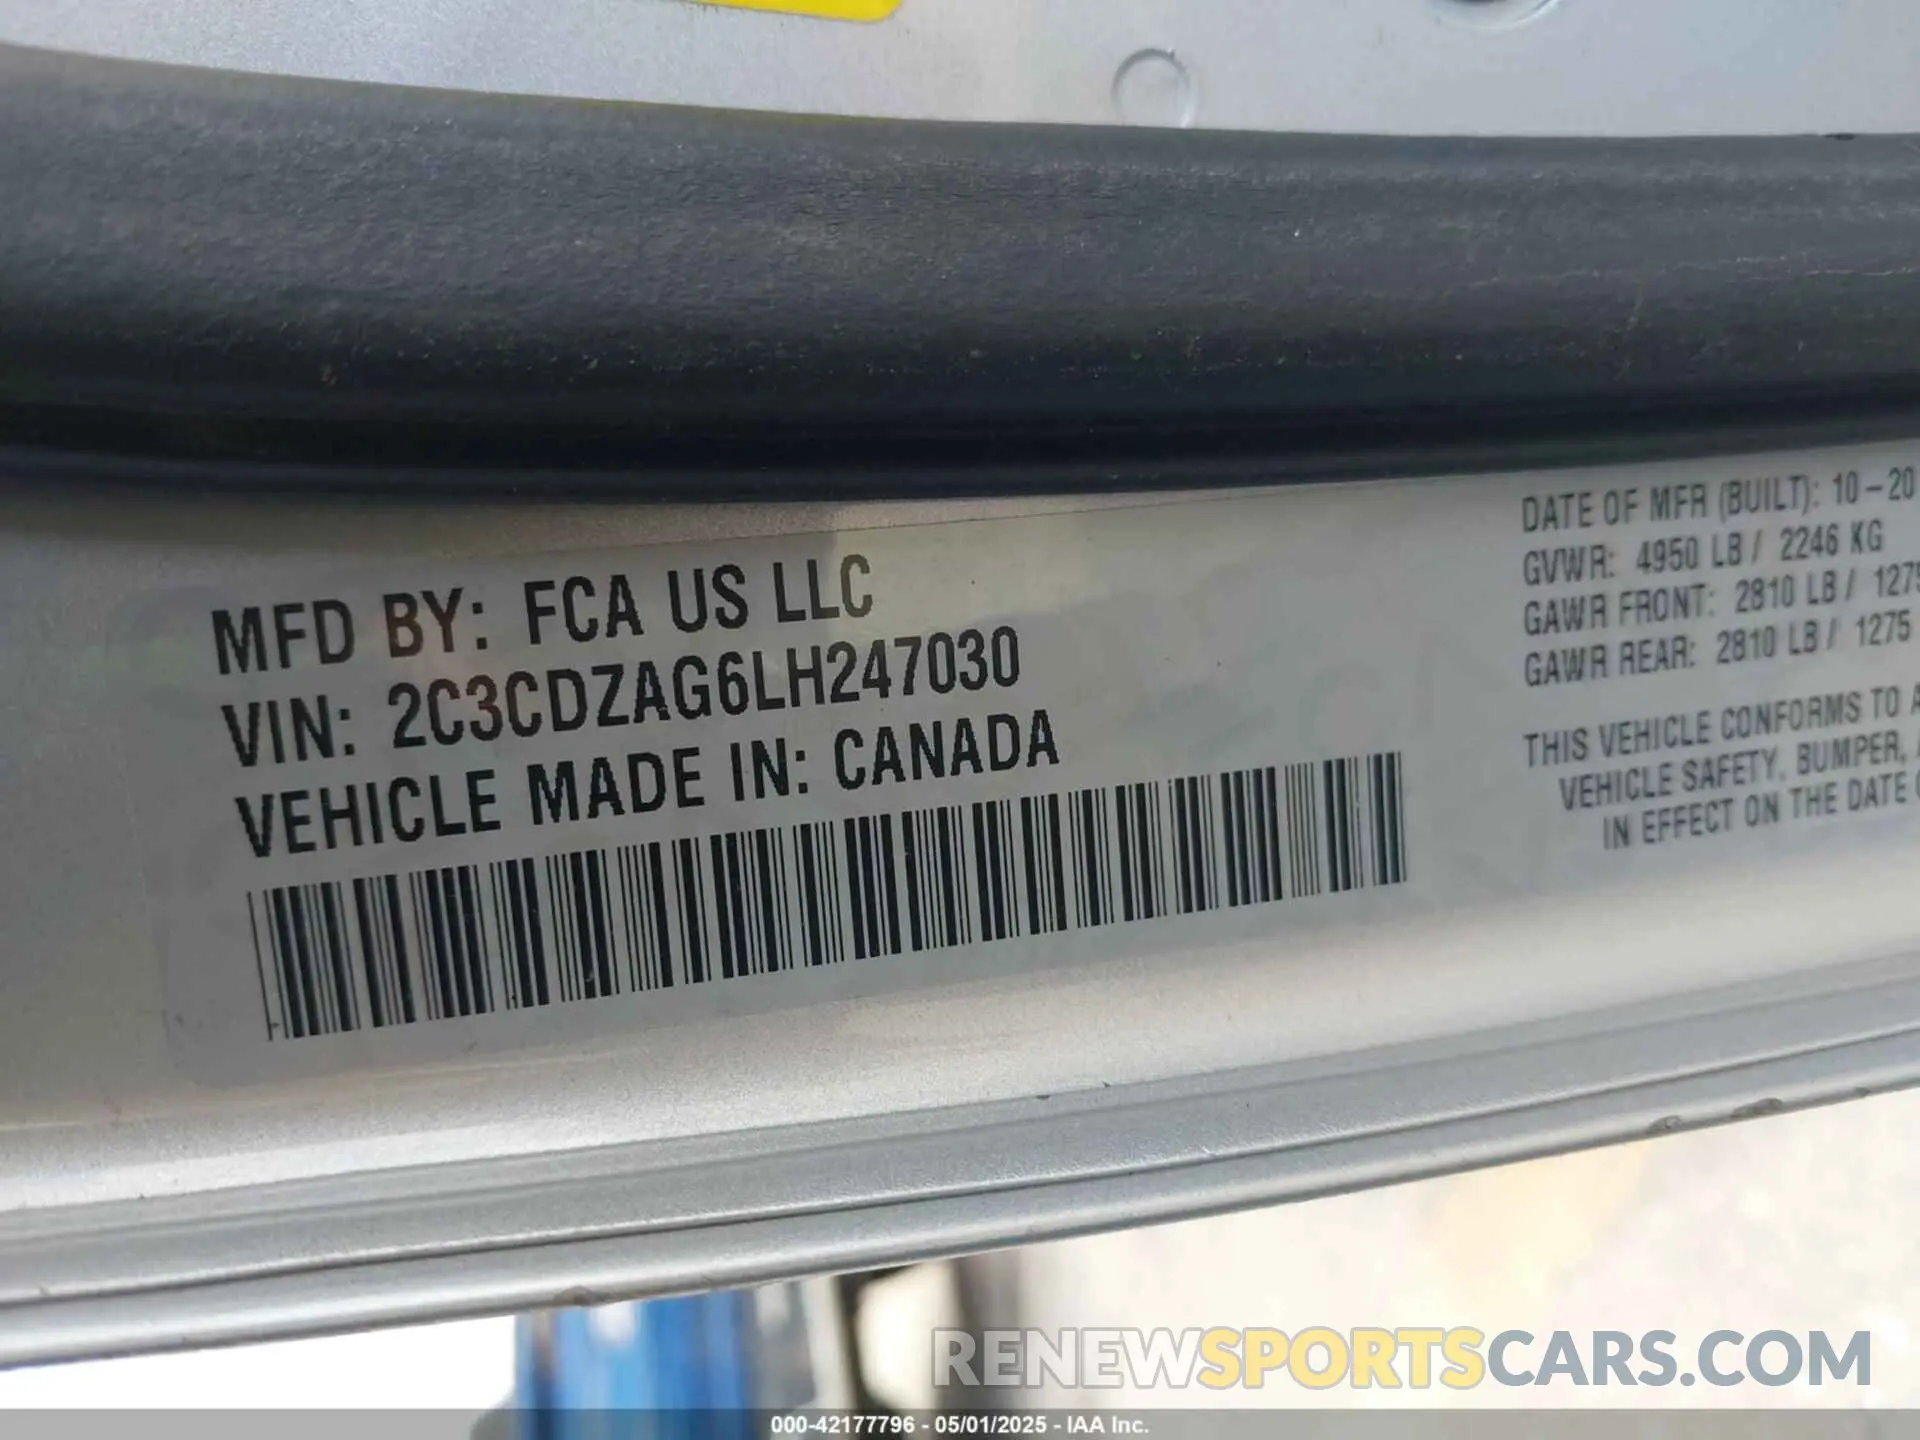 MFD BY: FCA US LLC
VIN: 2C3CDZAG6LH247030
VEHICLE MADE IN: CANADA
DATE OF MFR (BUILT): 10-20
GVWR: 4950 LB / 2246 KG
GAWR FRONT: 2810 LB / 1275
GAWR REAR: 2810 LB / 1275
THIS VEHICLE CONFORMS TO A
VEHICLE SAFETY, BUMPER,
IN EFFECT ON THE DATE
RENEWSPORTSCARS.COM
000-42177796 - 05/01/2025 - IAA Inc.